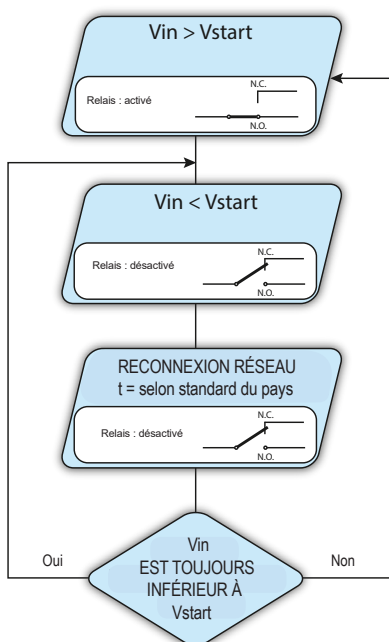 Vin > Vstart
N.C.
Relais : activé
N.O.
Vin < Vstart
N.C.
Relais : désactivé
N.O.
RECONNEXION RÉSEAU
t = selon standard du pays
N.C.
Relais : désactivé
N.O.
Vin
Oui
EST TOUJOURS
Non
INFÉRIEUR À
Vstart